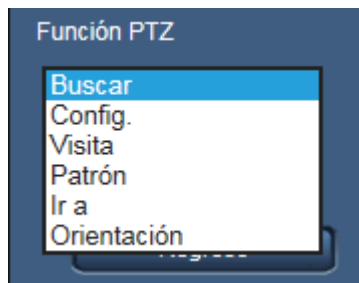 Función PTZ
Buscar
Config.
Visita
Patrón
Ir a
Orientación